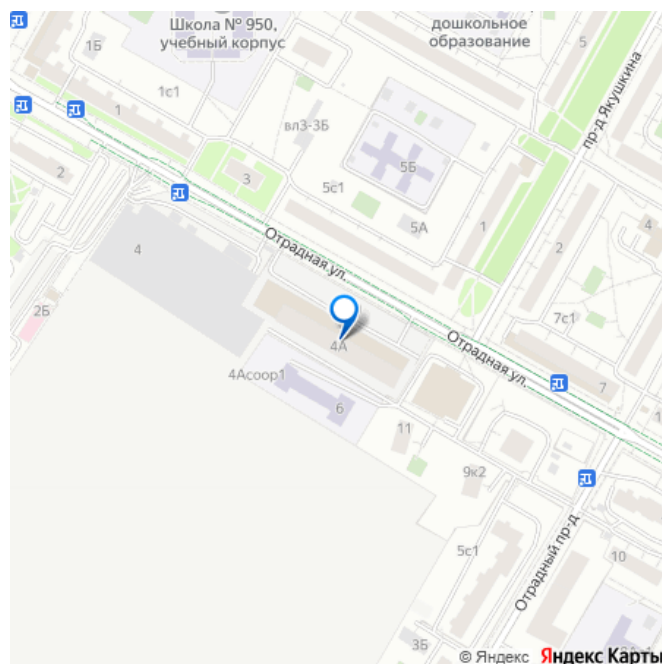 Школа № 950,
учебный корпус
дошкольное
образование
5
1Б
1с1
1
вл3-3Б
пр-д Якушкина
2
3
5с1
5Б
5А
1
4
2
4
Отрадная ул.
2Б
7с1
4А
Отрадная ул.
7
4Асоор1
6
11
9к2
5с1
Отрадный пр-д
10
3Б
© Яндекс Яндекс Карты